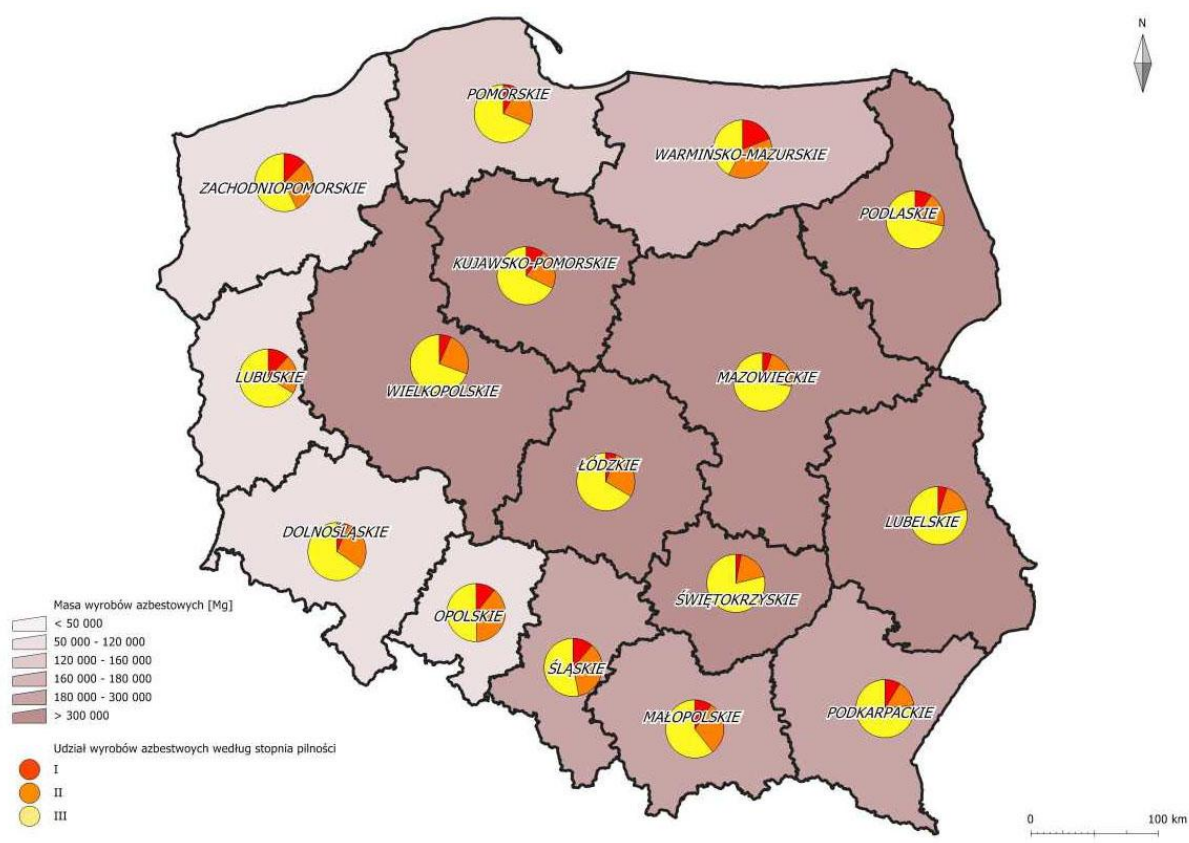 N
POMORSKIE
WARMIŃSKO-MAZURSKIE
ZACHODNIOPOMORSKIE
PODLASKIE
KUJAWSKO-POMORSKIE
LUBUSKIE
WIELKOPOLSKIE
MAZOWIECKIE
ŁÓDZKIE
LUBELSKIE
DOLNOŚLĄSKIE
ŚWIĘTOKRZYSKIE
OPOLSKIE
ŚLĄSKIE
MAŁOPOLSKIE
PODKARPACKIE
Masa wyrobów azbestowych [Mg]
< 50 000
50 000 - 120 000
120 000 - 160 000
160 000 - 180 000
180 000 - 300 000
> 300 000
Udział wyrobów azbestwoych według stopnia pilności
I
II
III
0 100 km